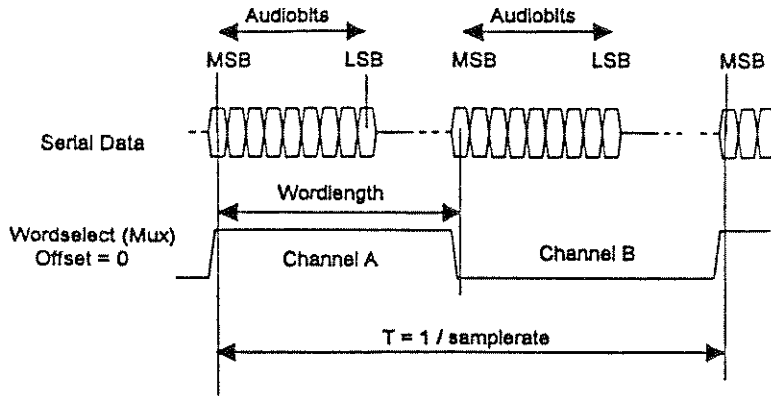 Audiobits Audiobits
MSB LSB MSB LSB MSB
Serial Data
Wordlength
Wordselect (Mux)
Offset = 0
Channel A Channel B
T = 1 / samplerate